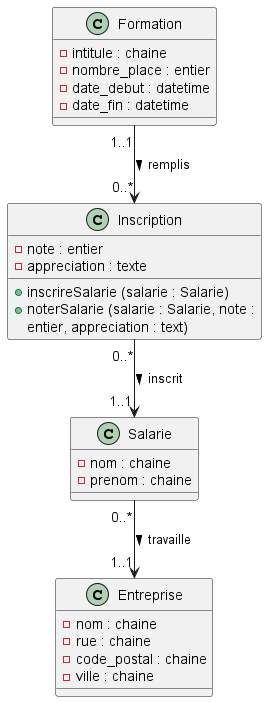 C Formation
intitule : chaine
nombre_place : entier
date_debut : datetime
date_fin : datetime
1..1
remplis
0..*
C Inscription
note : entier
appreciation : texte
inscrireSalarie (salarie : Salarie)
noterSalarie (salarie : Salarie, note :
entier, appreciation : text)
0..*
inscrit
1..1
C Salarie
nom : chaine
prenom : chaine
0..*
travaille
1..1
C Entreprise
nom : chaine
rue : chaine
code_postal : chaine
ville : chaine